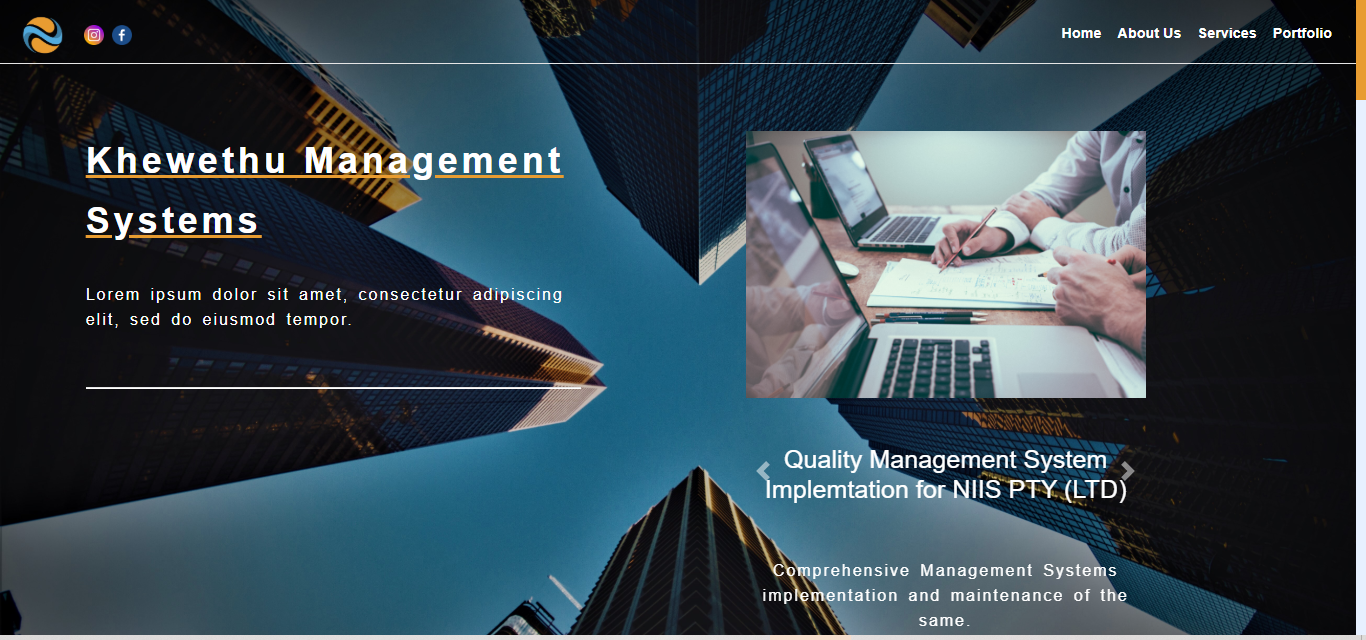 Home About Us Services Portfolio
Khewethu Management
Systems
Lorem ipsum dolor sit amet, consectetur adipiscing
elit, sed do eiusmod tempor.
Quality Management System
Implemtation for NIIS PTY (LTD)
Comprehensive Management Systems
implementation and maintenance of the
same.